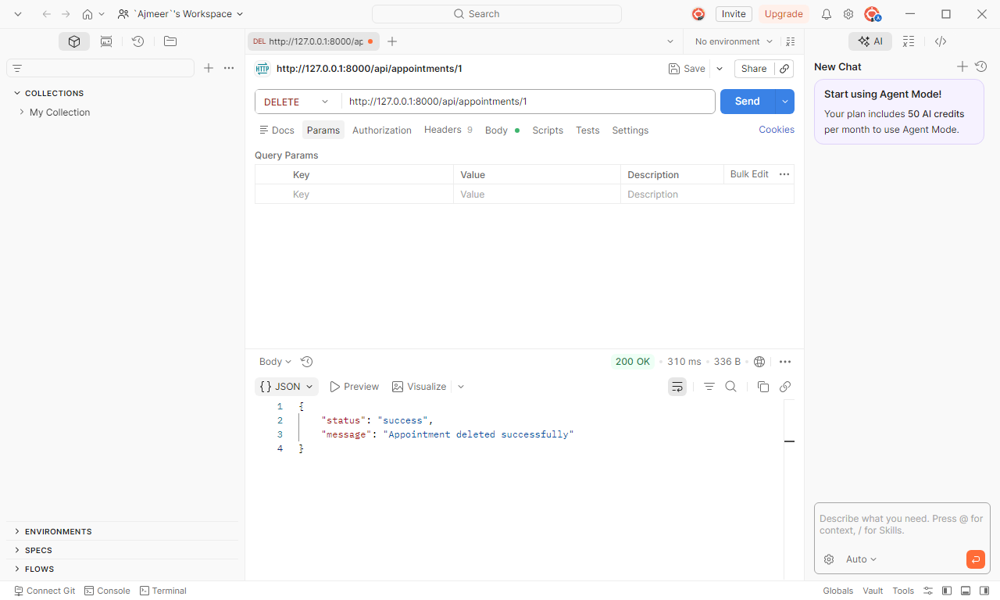 `Ajmeer`'s Workspace
Search
Invite
Upgrade
DEL http://127.0.0.1:8000/ap
No environment
AI
HTTP http://127.0.0.1:8000/api/appointments/1
Save
Share
New Chat
COLLECTIONS
My Collection
DELETE
http://127.0.0.1:8000/api/appointments/1
Send
Start using Agent Mode!
Your plan includes 50 AI credits
per month to use Agent Mode.
Docs Params Authorization Headers 9 Body Scripts Tests Settings Cookies
Query Params
Key Value Description Bulk Edit
Key Value Description
Body
200 OK 310 ms 336 B
{} JSON Preview Visualize
1 {
2 "status": "success",
3 "message": "Appointment deleted successfully"
4 }
ENVIRONMENTS
SPECS
FLOWS
Describe what you need. Press @ for
context, / for Skills.
Auto
Connect Git Console Terminal
Globals Vault Tools